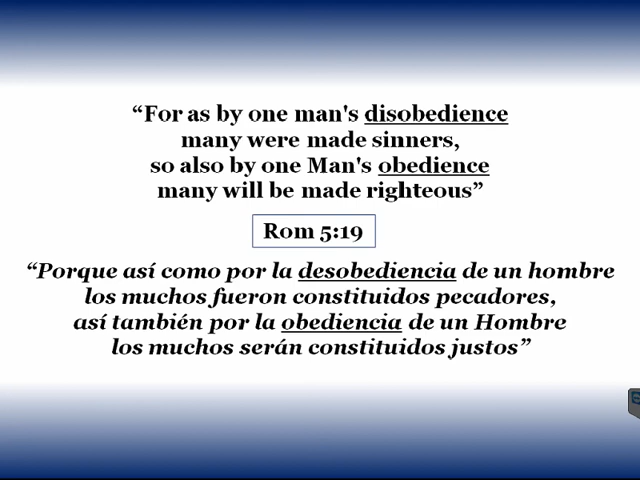 “For as by one man's disobedience
many were made sinners,
so also by one Man's obedience
many will be made righteous”
Rom 5:19
“Porque así como por la desobediencia de un hombre
los muchos fueron constituidos pecadores,
así también por la obediencia de un Hombre
los muchos serán constituidos justos”